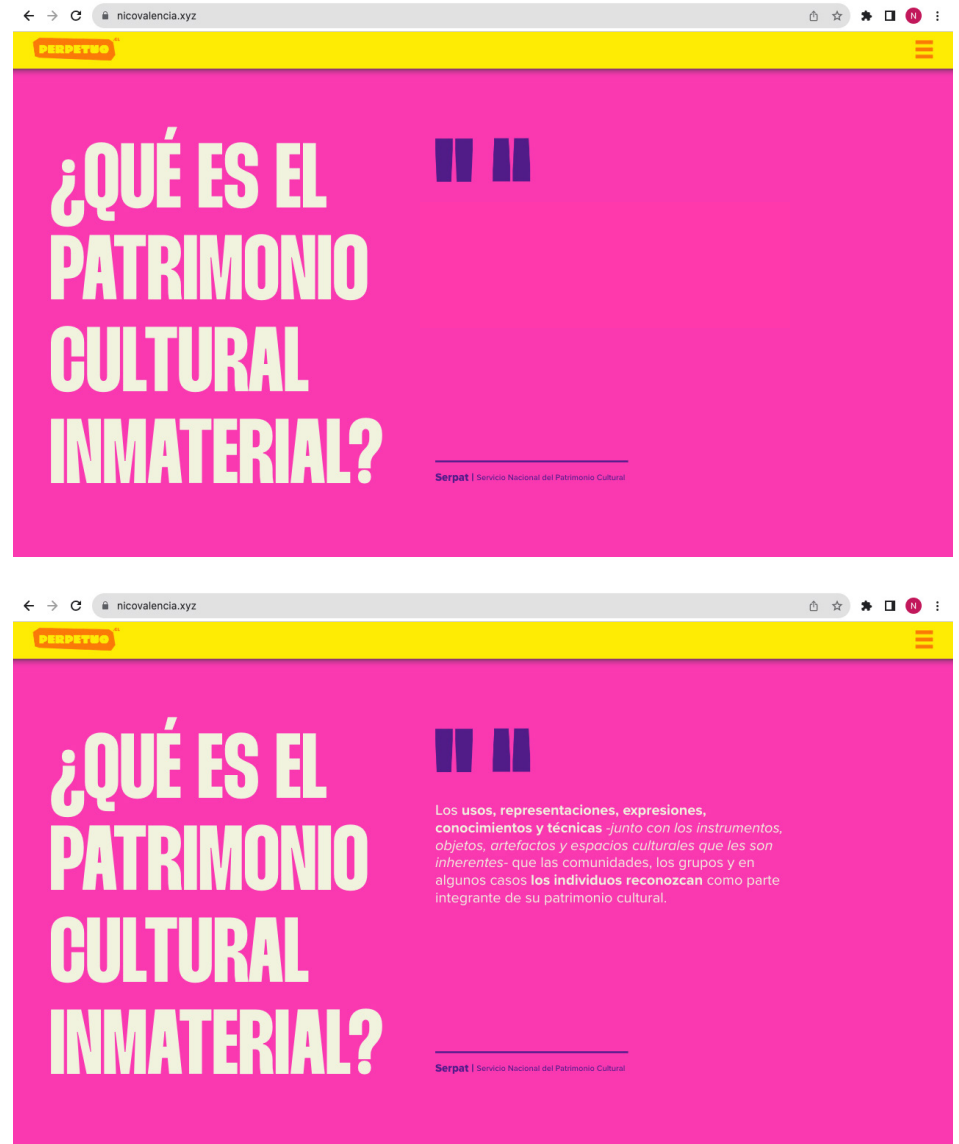 nicovalencia.xyz
N
PERPETUO
¿QUÉ ES EL
PATRIMONIO
CULTURAL
INMATERIAL?
""
Serpat | Servicio Nacional del Patrimonio Cultural
nicovalencia.xyz
N
PERPETUO
¿QUÉ ES EL
PATRIMONIO
CULTURAL
INMATERIAL?
""
Los usos, representaciones, expresiones,
conocimientos y técnicas -junto con los instrumentos,
objetos, artefactos y espacios culturales que les son
inherentes- que las comunidades, los grupos y en
algunos casos los individuos reconozcan como parte
integrante de su patrimonio cultural.
Serpat | Servicio Nacional del Patrimonio Cultural